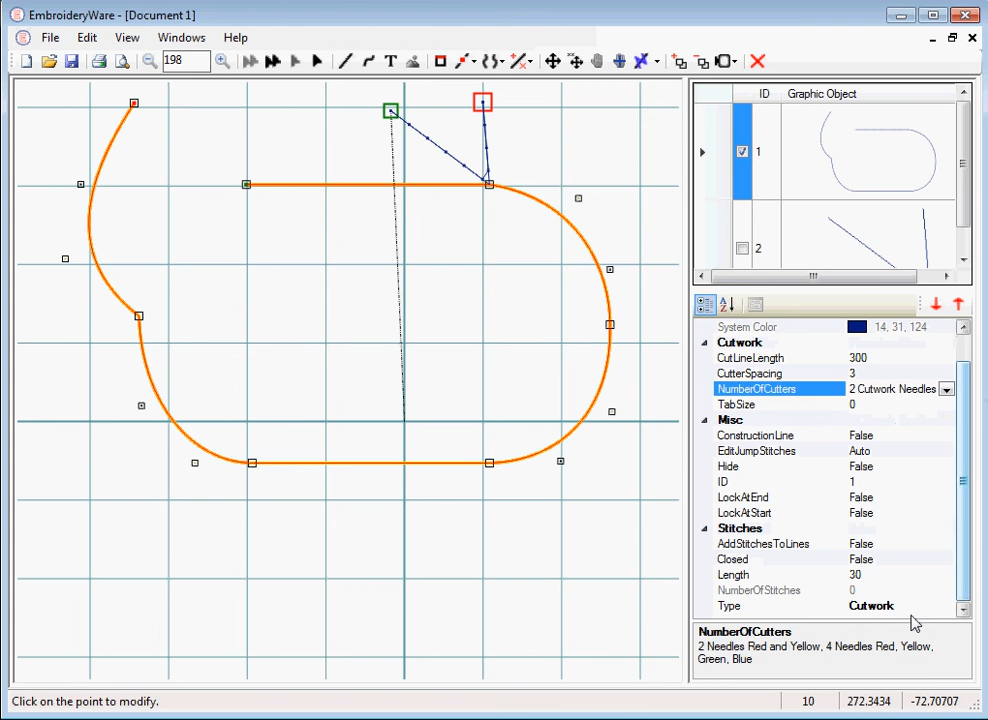 EmbroideryWare - [Document 1]
File Edit View Windows Help
198
T
ID Graphic Object
1
2
A
Z
System Color 14, 31, 124
Cutwork
CutLineLength 300
CutterSpacing 3
NumberOfCutters 2 Cutwork Needles
TabSize 0
Misc
ConstructionLine False
EditJumpStitches Auto
Hide False
ID 1
LockAtEnd False
LockAtStart False
Stitches
AddStitchesToLines False
Closed False
Length 30
NumberOfStitches 0
Type Cutwork
NumberOfCutters
2 Needles Red and Yellow, 4 Needles Red, Yellow,
Green, Blue
Click on the point to modify. 10 272.3434 -72.70707